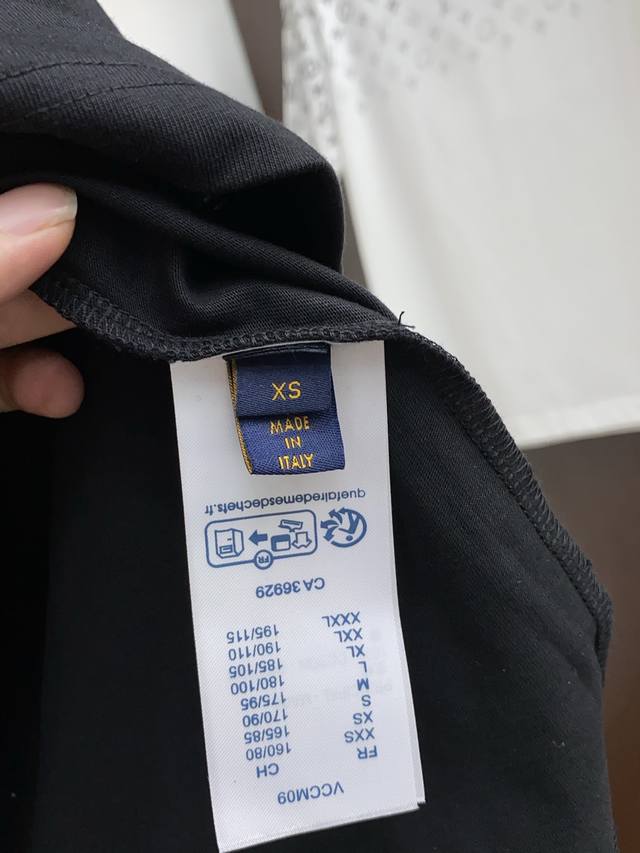 XS
MADE
IN
ITALY
VCCM09
FR CH
XXS 160/80
XS 165/85
S 170/90
M 175/95
L 180/100
XL 185/105
XXL 190/110
XXXL 195/115
CA 36929
FR
quefairedemesdechets.fr